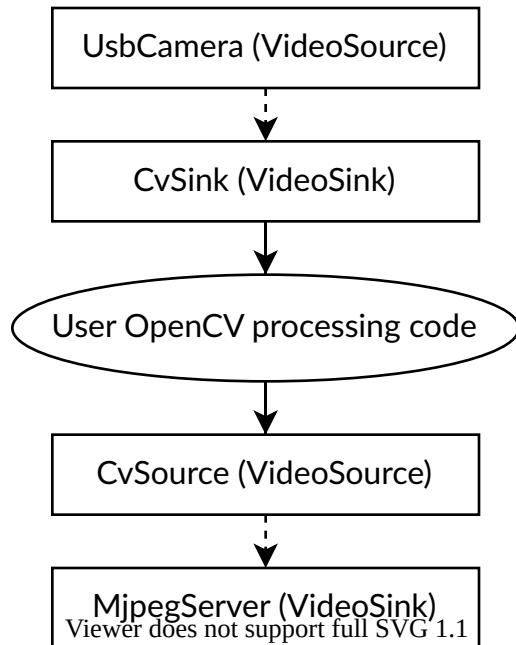 UsbCamera (VideoSource)
CvSink (VideoSink)
User OpenCV processing code
CvSource (VideoSource)
MjpegServer (VideoSink)
Viewer does not support full SVG 1.1